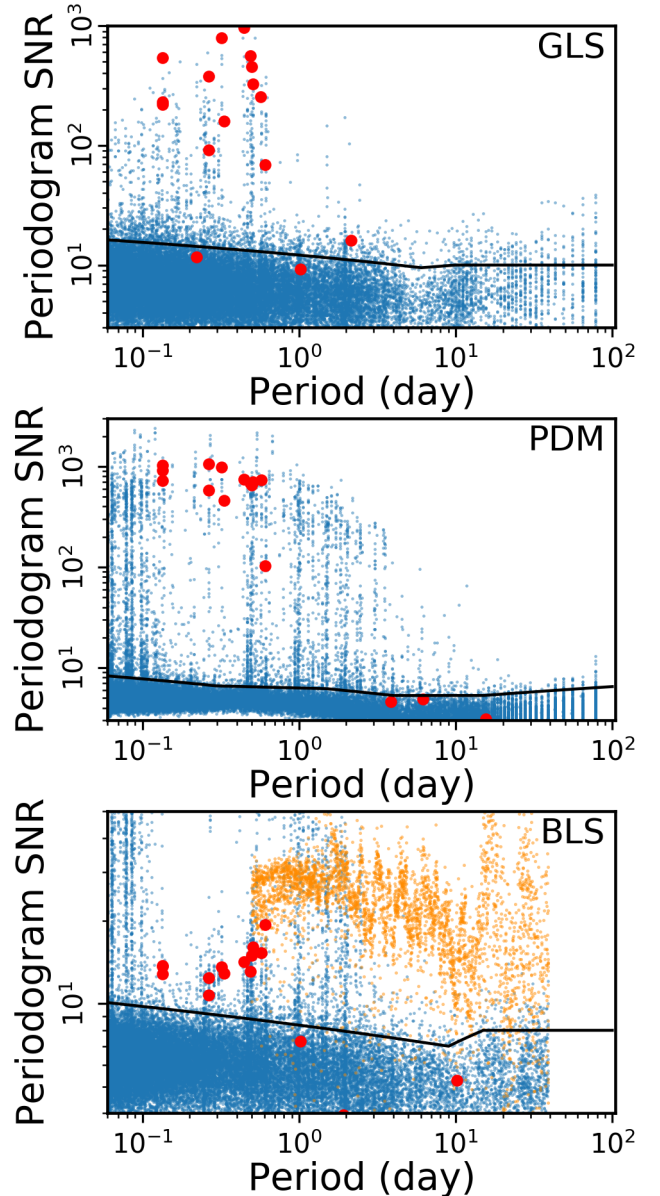 GLS
Periodogram SNR
10³
10²
10¹
10⁻¹ 10⁰ 10¹ 10²
Period (day)
PDM
Periodogram SNR
10³
10²
10¹
10⁻¹ 10⁰ 10¹ 10²
Period (day)
BLS
Periodogram SNR
10¹
10⁻¹ 10⁰ 10¹ 10²
Period (day)